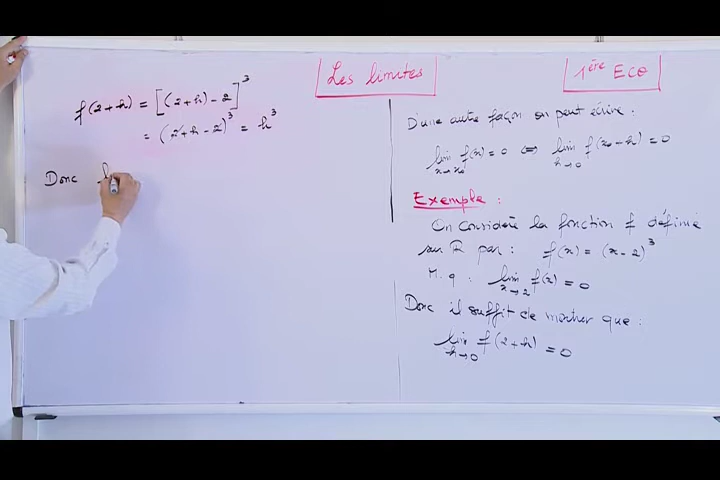 Les limites
1ère ECO
f(2+h) = [(2+h)-2]³
= (2+h-2)³ = h³
Donc
D'une autre façon on peut écrire :
lim f(x) = 0 ⇔ lim f(x₀-h) = 0
x→x₀ h→0
Exemple :
On considère la fonction f définie
sur ℝ par : f(x) = (x-2)³
M.q : lim f(x) = 0
x→2
Donc il suffit de montrer que :
lim f(2+h) = 0
h→0